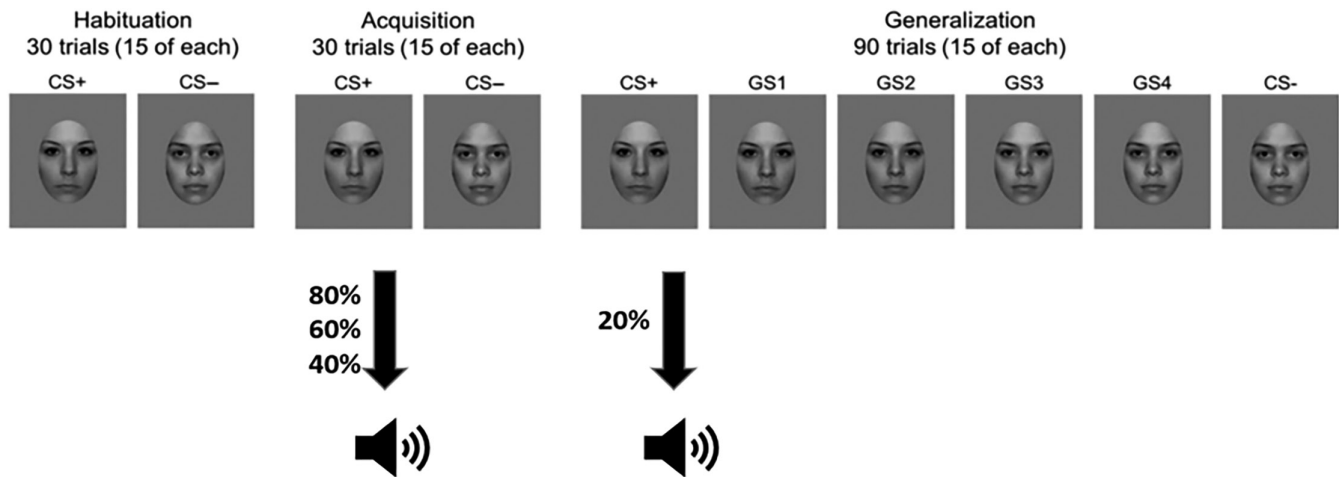 Habituation
30 trials (15 of each)
CS+ CS–
Acquisition
30 trials (15 of each)
CS+ CS–
Generalization
90 trials (15 of each)
CS+ GS1 GS2 GS3 GS4 CS-
80%
60%
40%
20%